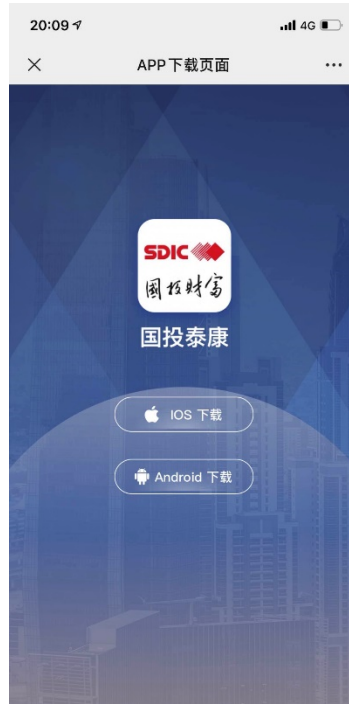 20:09
4G
APP下载页面
SDIC
國投财富
国投泰康
IOS 下载
Android 下载